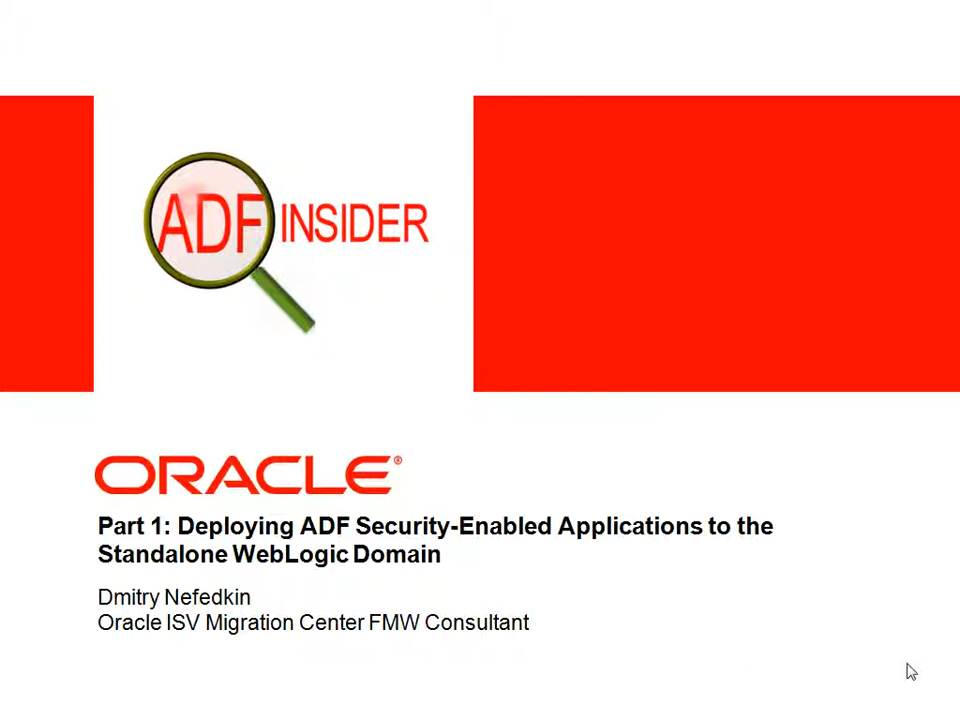 ADF INSIDER
ORACLE®
Part 1: Deploying ADF Security-Enabled Applications to the
Standalone WebLogic Domain
Dmitry Nefedkin
Oracle ISV Migration Center FMW Consultant